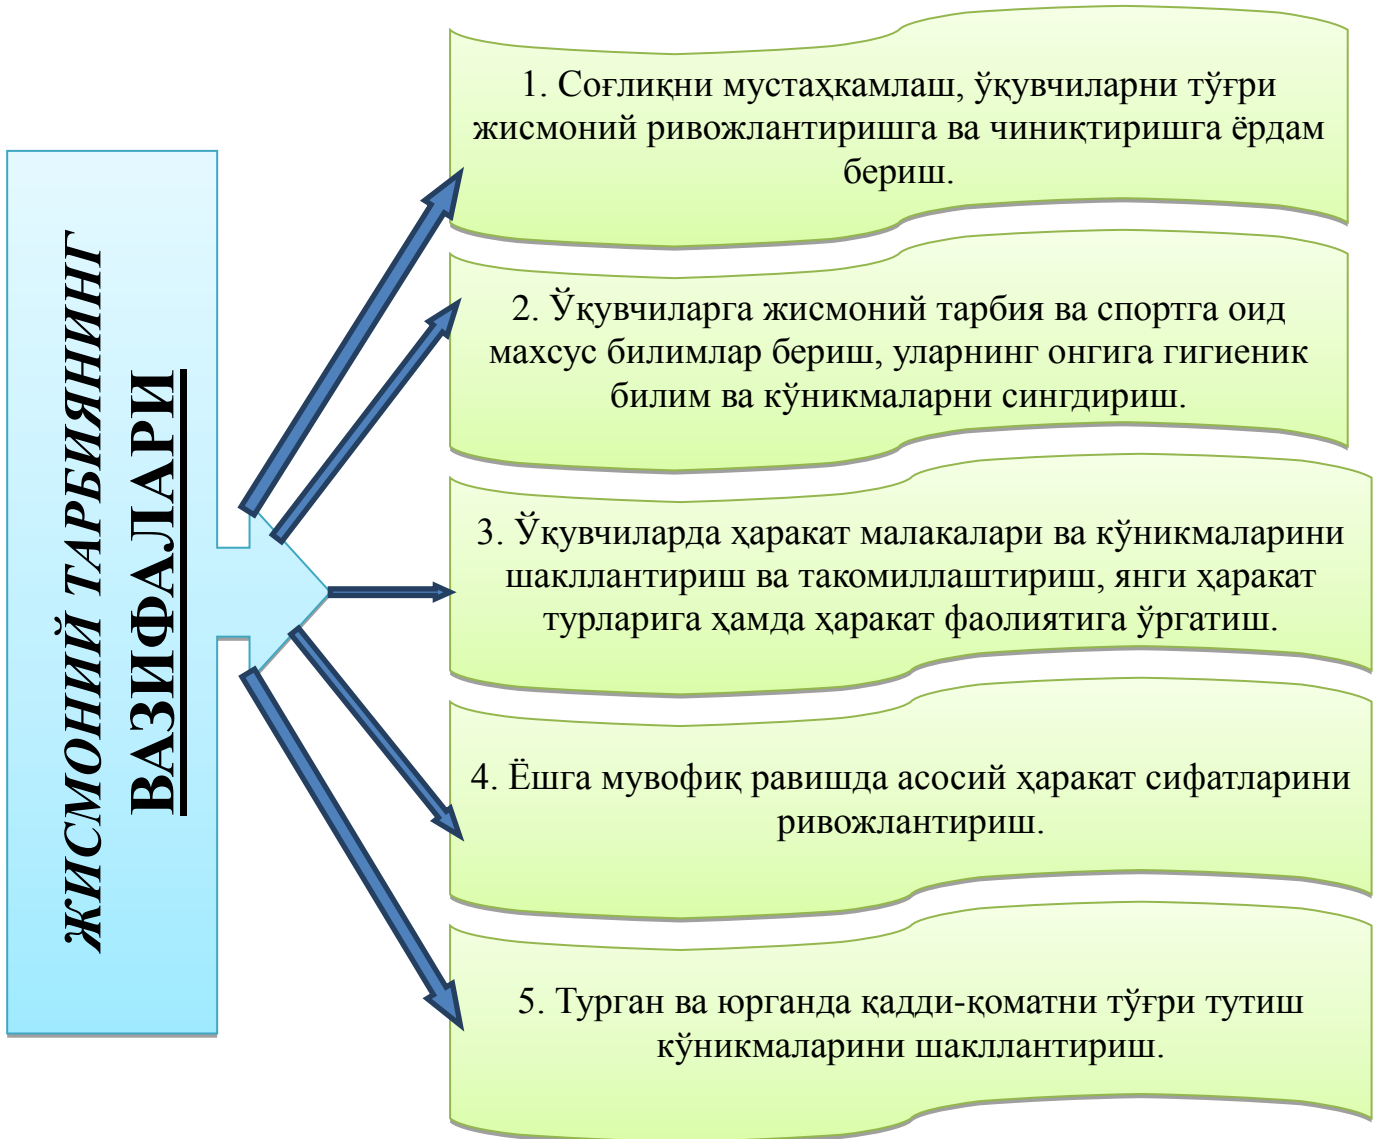 ЖИСМОНИЙ ТАРБИЯНИНГ
ВАЗИФАЛАРИ
1. Соғлиқни мустаҳкамлаш, ўқувчиларни тўғри
жисмоний ривожлантиришга ва чиниқтиришга ёрдам
бериш.
2. Ўқувчиларга жисмоний тарбия ва спортга оид
махсус билимлар бериш, уларнинг онгига гигиеник
билим ва кўникмаларни сингдириш.
3. Ўқувчиларда ҳаракат малакалари ва кўникмаларини
шакллантириш ва такомиллаштириш, янги ҳаракат
турларига ҳамда ҳаракат фаолиятига ўргатиш.
4. Ёшга мувофиқ равишда асосий ҳаракат сифатларини
ривожлантириш.
5. Турган ва юрганда қадди-қоматни тўғри тутиш
кўникмаларини шакллантириш.